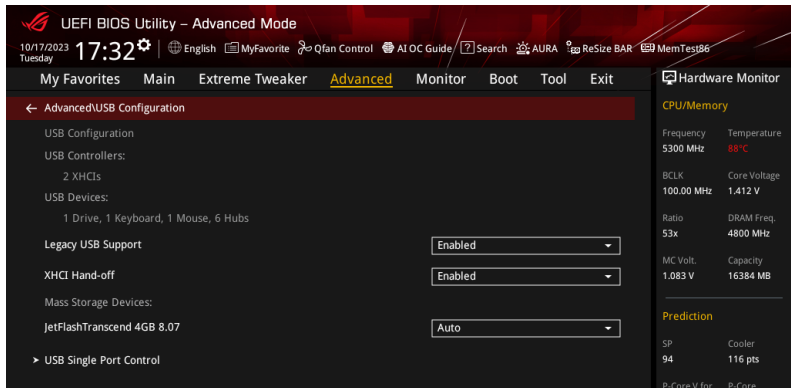 UEFI BIOS Utility – Advanced Mode
10/17/2023 Tuesday 17:32 English MyFavorite Qfan Control AI OC Guide ? Search AURA ReSize BAR MemTest86
My Favorites Main Extreme Tweaker Advanced Monitor Boot Tool Exit
Hardware Monitor
← Advanced\USB Configuration
USB Configuration
USB Controllers:
2 XHCIs
USB Devices:
1 Drive, 1 Keyboard, 1 Mouse, 6 Hubs
Legacy USB Support Enabled
XHCI Hand-off Enabled
Mass Storage Devices:
JetFlashTranscend 4GB 8.07 Auto
USB Single Port Control
CPU/Memory
Frequency Temperature
5300 MHz 88°C
BCLK Core Voltage
100.00 MHz 1.412 V
Ratio DRAM Freq.
53x 4800 MHz
MC Volt. Capacity
1.083 V 16384 MB
Prediction
SP Cooler
94 116 pts
P-Core V for P-Core